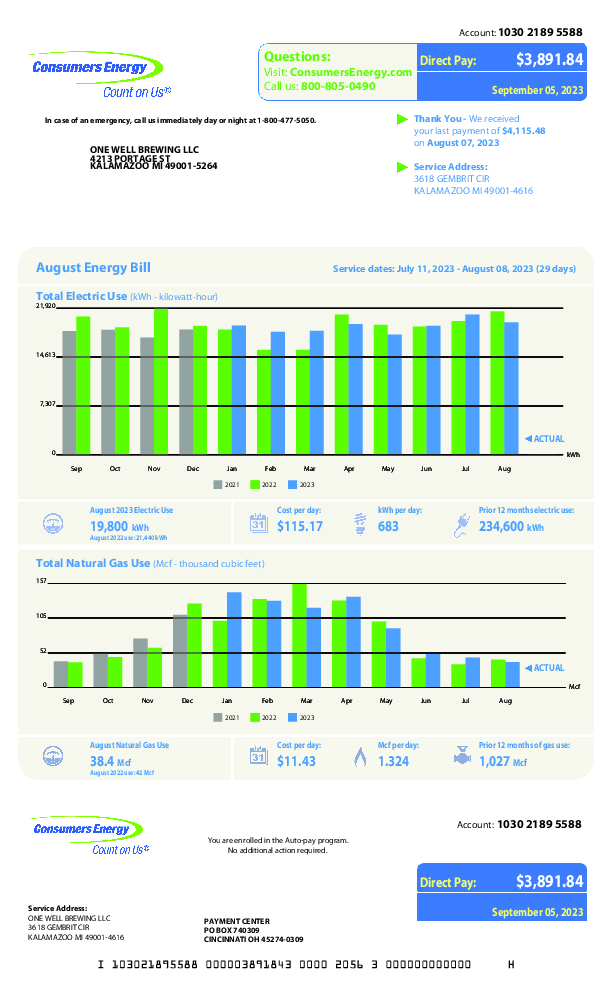 Account: 1030 2189 5588
Consumers Energy
Count on Us®
Questions:
Visit: ConsumersEnergy.com
Call us: 800-805-0490
Direct Pay: $3,891.84
September 05, 2023
In case of an emergency, call us immediately day or night at 1-800-477-5050.
Thank You - We received
your last payment of $4,115.48
on August 07, 2023
ONE WELL BREWING LLC
4213 PORTAGE ST
KALAMAZOO MI 49001-5264
Service Address:
3618 GEMBRIT CIR
KALAMAZOO MI 49001-4616
August Energy Bill
Service dates: July 11, 2023 - August 08, 2023 (29 days)
Total Electric Use (kWh - kilowatt-hour)
21,920
14,613
7,307
0
ACTUAL
kWh
Sep Oct Nov Dec Jan Feb Mar Apr May Jun Jul Aug
2021 2022 2023
August 2023 Electric Use
19,800 kWh
August 2022 use: 21,440 kWh
31
Cost per day:
$115.17
kWh per day:
683
Prior 12 months electric use:
234,600 kWh
Total Natural Gas Use (Mcf - thousand cubic feet)
157
105
52
0
ACTUAL
Mcf
Sep Oct Nov Dec Jan Feb Mar Apr May Jun Jul Aug
2021 2022 2023
August Natural Gas Use
38.4 Mcf
August 2022 use: 42 Mcf
31
Cost per day:
$11.43
Mcf per day:
1.324
Prior 12 months of gas use:
1,027 Mcf
Consumers Energy
Count on Us®
You are enrolled in the Auto-pay program.
No additional action required.
Account: 1030 2189 5588
Direct Pay: $3,891.84
September 05, 2023
Service Address:
ONE WELL BREWING LLC
3618 GEMBRIT CIR
KALAMAZOO MI 49001-4616
PAYMENT CENTER
PO BOX 740309
CINCINNATI OH 45274-0309
I 103021895588 000003891843 0000 2056 3 000000000000 H